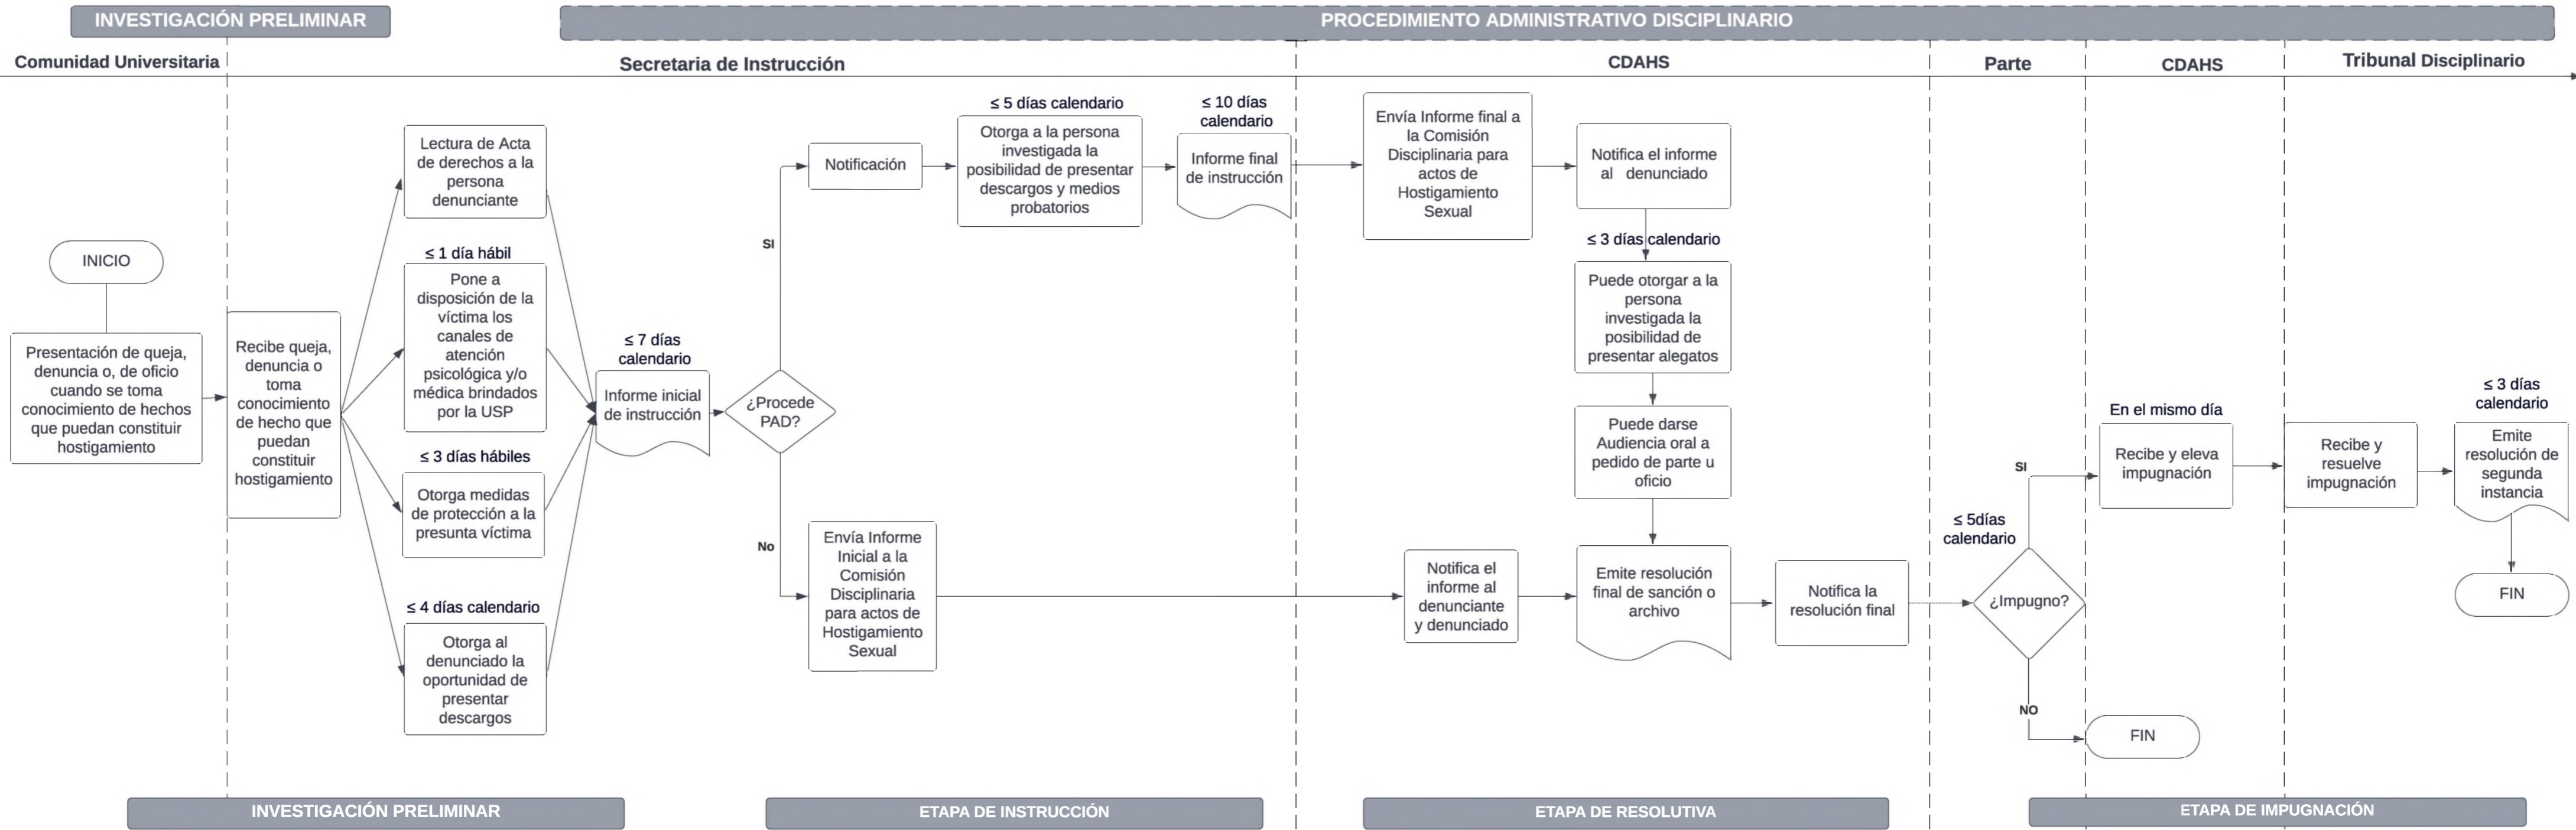 INVESTIGACIÓN PRELIMINAR
PROCEDIMIENTO ADMINISTRATIVO DISCIPLINARIO
Comunidad Universitaria
Secretaria de Instrucción
CDAHS
Parte
CDAHS
Tribunal Disciplinario
INICIO
Presentación de queja,
denuncia o, de oficio
cuando se toma
conocimiento de hechos
que puedan constituir
hostigamiento
Recibe queja,
denuncia o
toma
conocimiento
de hecho que
puedan
constituir
hostigamiento
Lectura de Acta
de derechos a la
persona
denunciante
≤ 1 día hábil
Pone a
disposición de la
víctima los
canales de
atención
psicológica y/o
médica brindados
por la USP
≤ 3 días hábiles
Otorga medidas
de protección a la
presunta víctima
≤ 4 días calendario
Otorga al
denunciado la
oportunidad de
presentar
descargos
≤ 7 días
calendario
Informe inicial
de instrucción
¿Procede
PAD?
SI
Notificación
≤ 5 días calendario
Otorga a la persona
investigada la
posibilidad de presentar
descargos y medios
probatorios
≤ 10 días
calendario
Informe final
de instrucción
No
Envía Informe
Inicial a la
Comisión
Disciplinaria
para actos de
Hostigamiento
Sexual
Envía Informe final a
la Comisión
Disciplinaria para
actos de
Hostigamiento
Sexual
Notifica el informe
al denunciado
≤ 3 días calendario
Puede otorgar a la
persona
investigada la
posibilidad de
presentar alegatos
Puede darse
Audiencia oral a
pedido de parte u
oficio
Notifica el
informe al
denunciante
y denunciado
Emite resolución
final de sanción o
archivo
Notifica la
resolución final
≤ 5días
calendario
¿Impugno?
SI
NO
FIN
En el mismo día
Recibe y eleva
impugnación
Recibe y
resuelve
impugnación
≤ 3 días
calendario
Emite
resolución de
segunda
instancia
FIN
INVESTIGACIÓN PRELIMINAR
ETAPA DE INSTRUCCIÓN
ETAPA DE RESOLUTIVA
ETAPA DE IMPUGNACIÓN